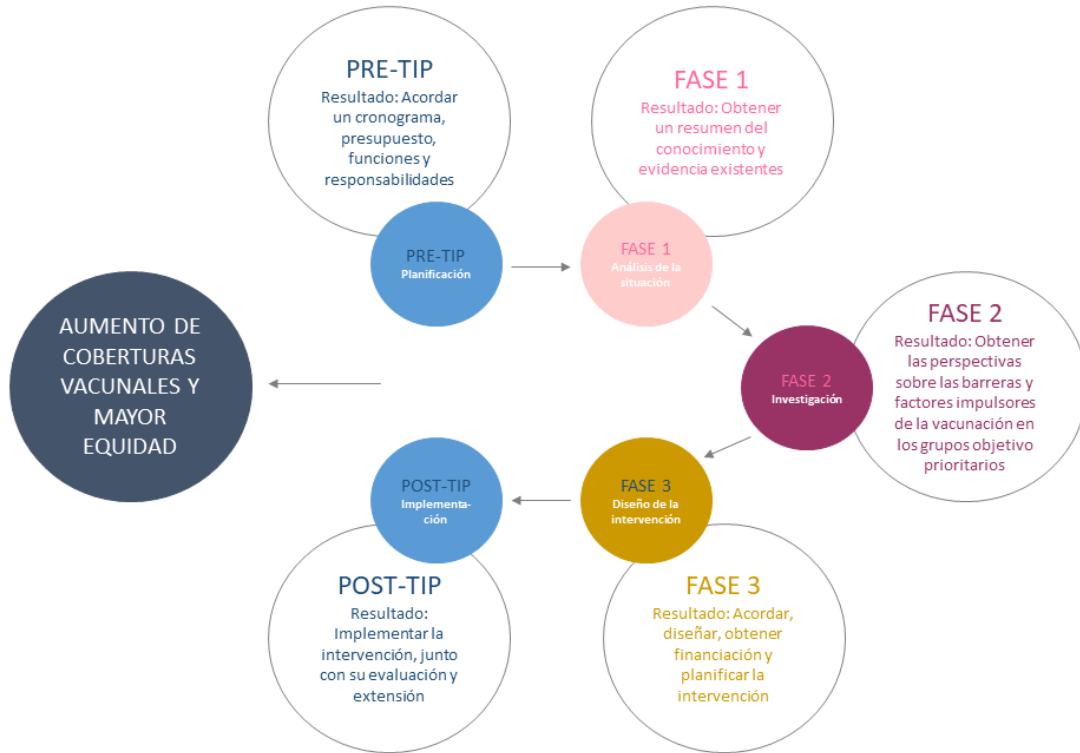 PRE-TIP
Resultado: Acordar
un cronograma,
presupuesto,
funciones y
responsabilidades
FASE 1
Resultado: Obtener
un resumen del
conocimiento y
evidencia existentes
PRE-TIP
Planificación
FASE 1
Análisis de la
situación
AUMENTO DE
COBERTURAS
VACUNALES Y
MAYOR
EQUIDAD
FASE 2
Investigación
FASE 2
Resultado: Obtener
las perspectivas
sobre las barreras y
factores impulsores
de la vacunación en
los grupos objetivo
prioritarios
POST-TIP
Implementa-
ción
FASE 3
Diseño de la
intervención
POST-TIP
Resultado:
Implementar la
intervención, junto
con su evaluación y
extensión
FASE 3
Resultado: Acordar,
diseñar, obtener
financiación y
planificar la
intervención